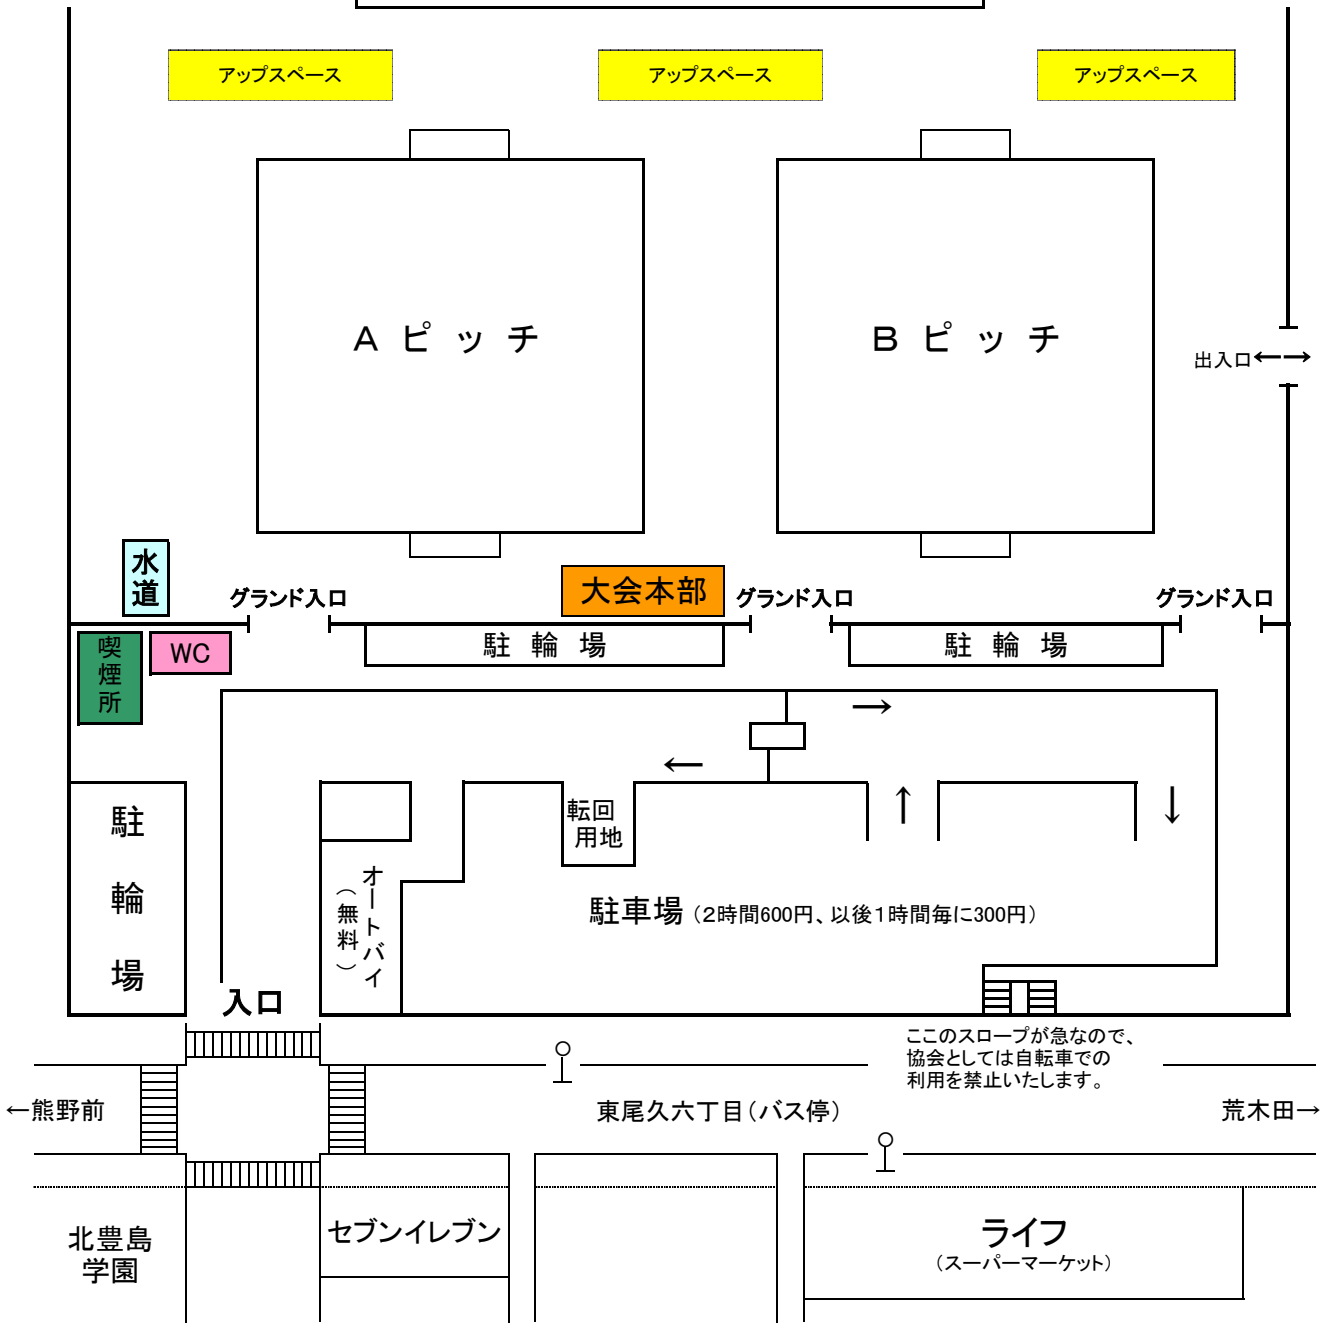 アップスペース
アップスペース
アップスペース
Aピッチ
Bピッチ
出入口←→
水道
グランド入口
大会本部
グランド入口
グランド入口
喫煙所
WC
駐輪場
駐輪場
→
←
↑
↓
駐輪場
転回
用地
オートバイ
（無料）
駐車場（2時間600円、以後1時間毎に300円）
入口
ここのスロープが急なので、
協会としては自転車での
利用を禁止いたします。
←熊野前
東尾久六丁目（バス停）
荒木田→
北豊島
学園
セブンイレブン
ライフ
（スーパーマーケット）